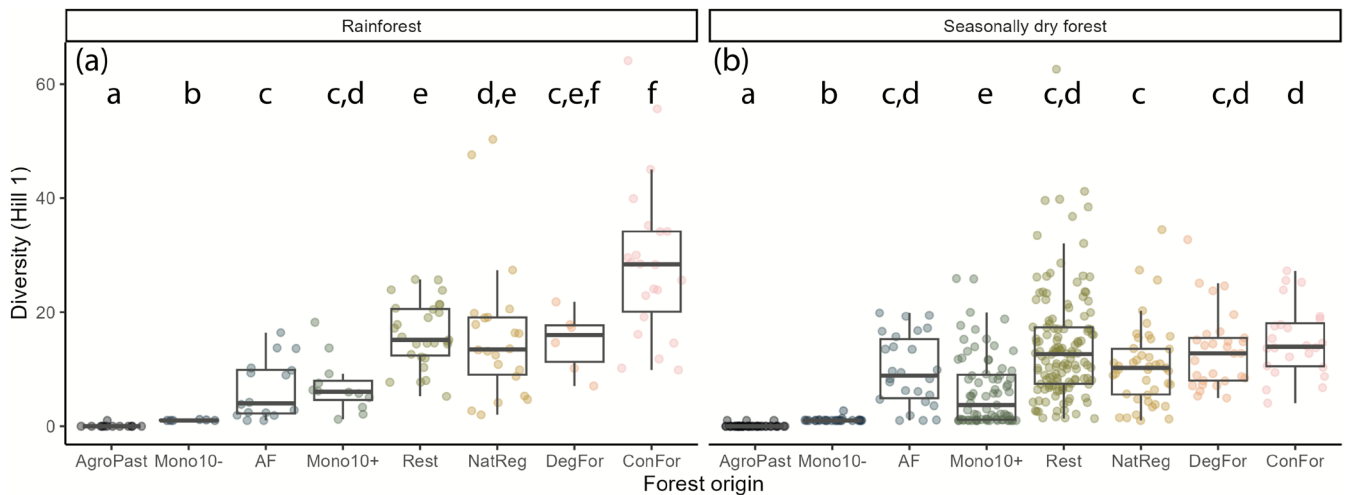 Rainforest Seasonally dry forest
(a) (b)
60
a b c c,d e d,e c,e,f f a b c,d e c,d c c,d d
40
Diversity (Hill 1)
20
0
AgroPast Mono10- AF Mono10+ Rest NatReg DegFor ConFor AgroPast Mono10- AF Mono10+ Rest NatReg DegFor ConFor
Forest origin